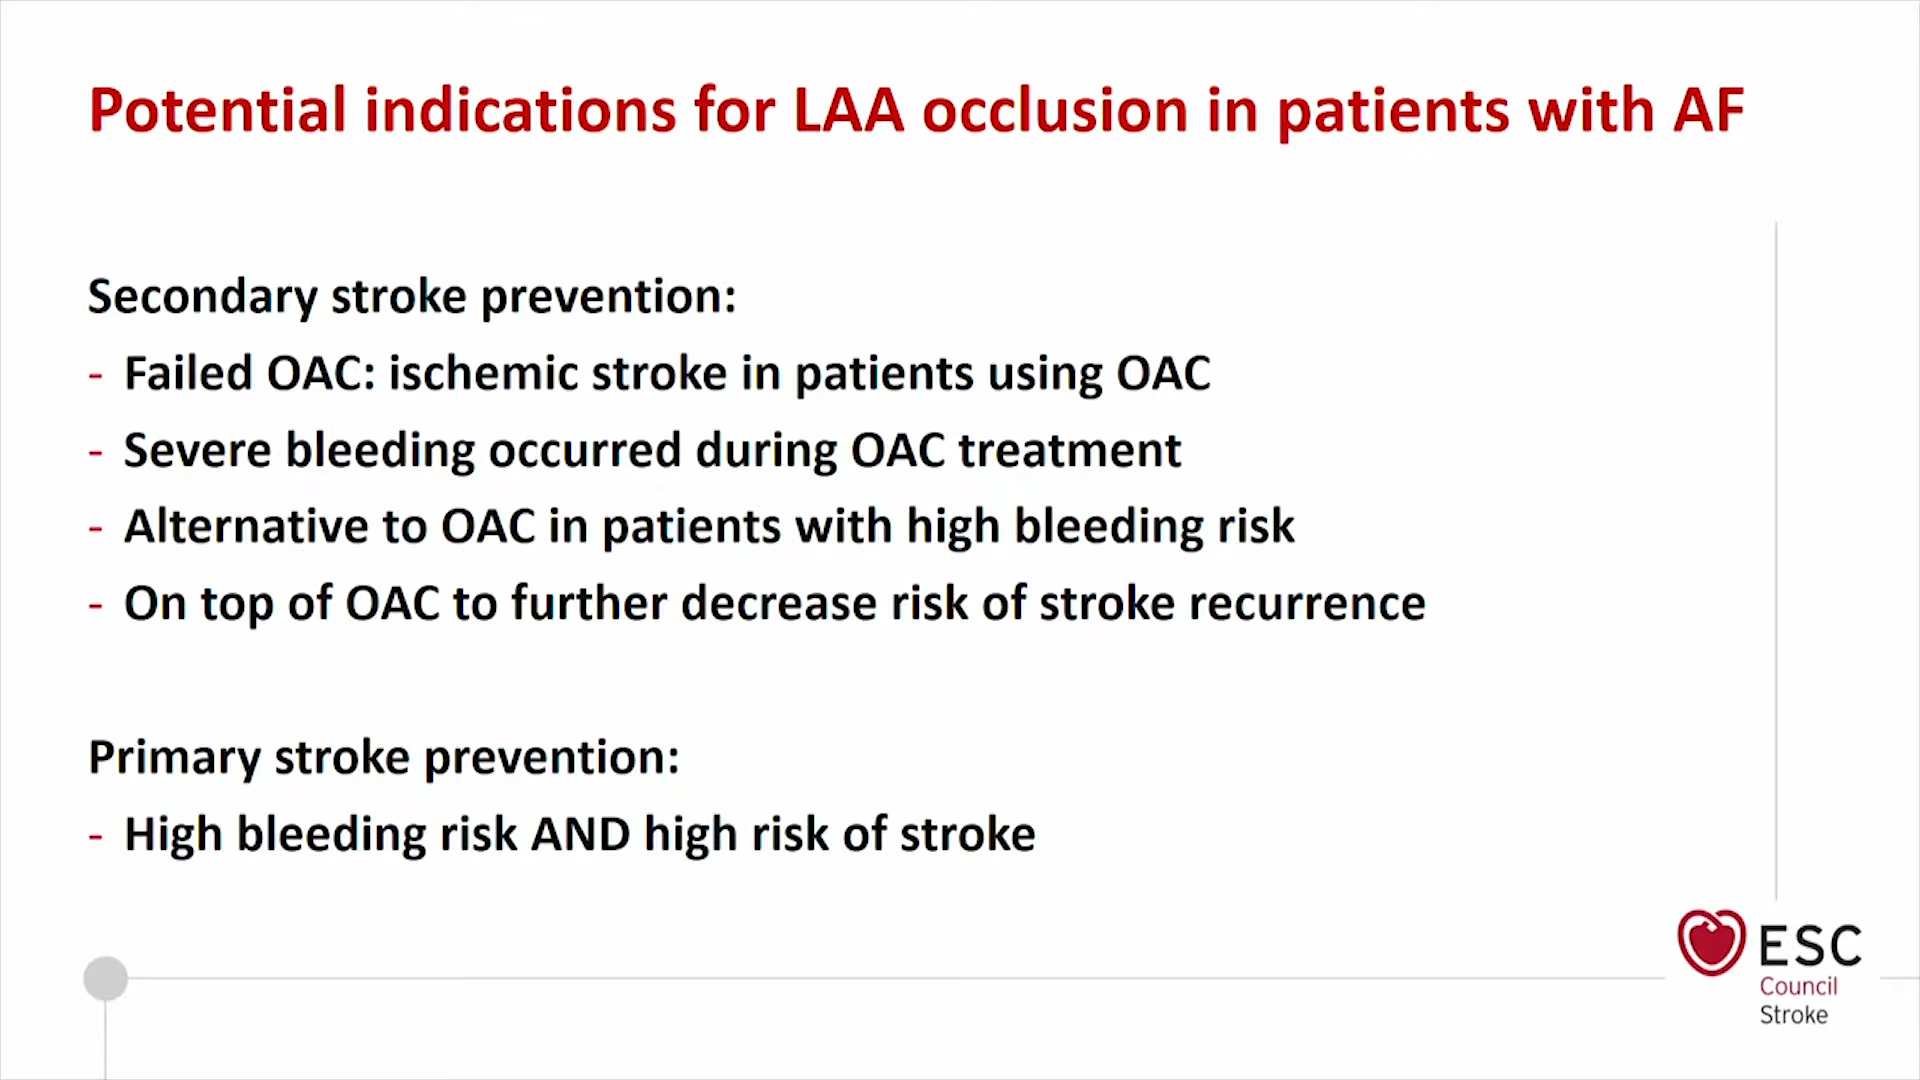 Potential indications for LAA occlusion in patients with AF
Secondary stroke prevention:
- Failed OAC: ischemic stroke in patients using OAC
- Severe bleeding occurred during OAC treatment
- Alternative to OAC in patients with high bleeding risk
- On top of OAC to further decrease risk of stroke recurrence
Primary stroke prevention:
- High bleeding risk AND high risk of stroke
ESC
Council
Stroke